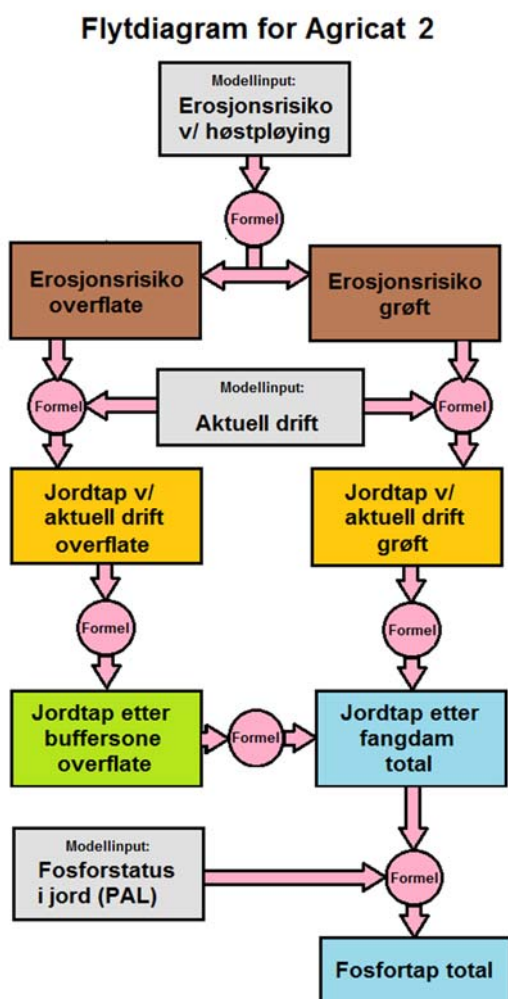 Flytdiagram for Agricat 2
Modellinput:
Erosjonsrisiko
v/ høstpløying
Formel
Erosjonsrisiko
overflate
Erosjonsrisiko
grøft
Formel
Modellinput:
Aktuell drift
Formel
Jordtap v/
aktuell drift
overflate
Jordtap v/
aktuell drift
grøft
Formel
Formel
Jordtap etter
buffersone
overflate
Formel
Jordtap etter
fangdam
total
Modellinput:
Fosforstatus
i jord (PAL)
Formel
Fosfortap total